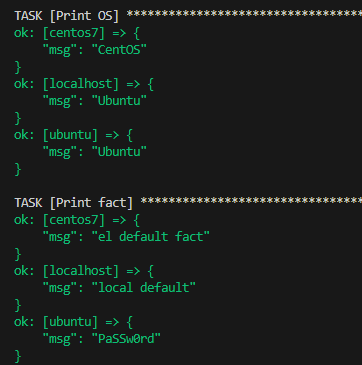 TASK [Print OS] *********************************
ok: [centos7] => {
    "msg": "CentOS"
}
ok: [localhost] => {
    "msg": "Ubuntu"
}
ok: [ubuntu] => {
    "msg": "Ubuntu"
}
TASK [Print fact] *******************************
ok: [centos7] => {
    "msg": "el default fact"
}
ok: [localhost] => {
    "msg": "local default"
}
ok: [ubuntu] => {
    "msg": "PaSSw0rd"
}